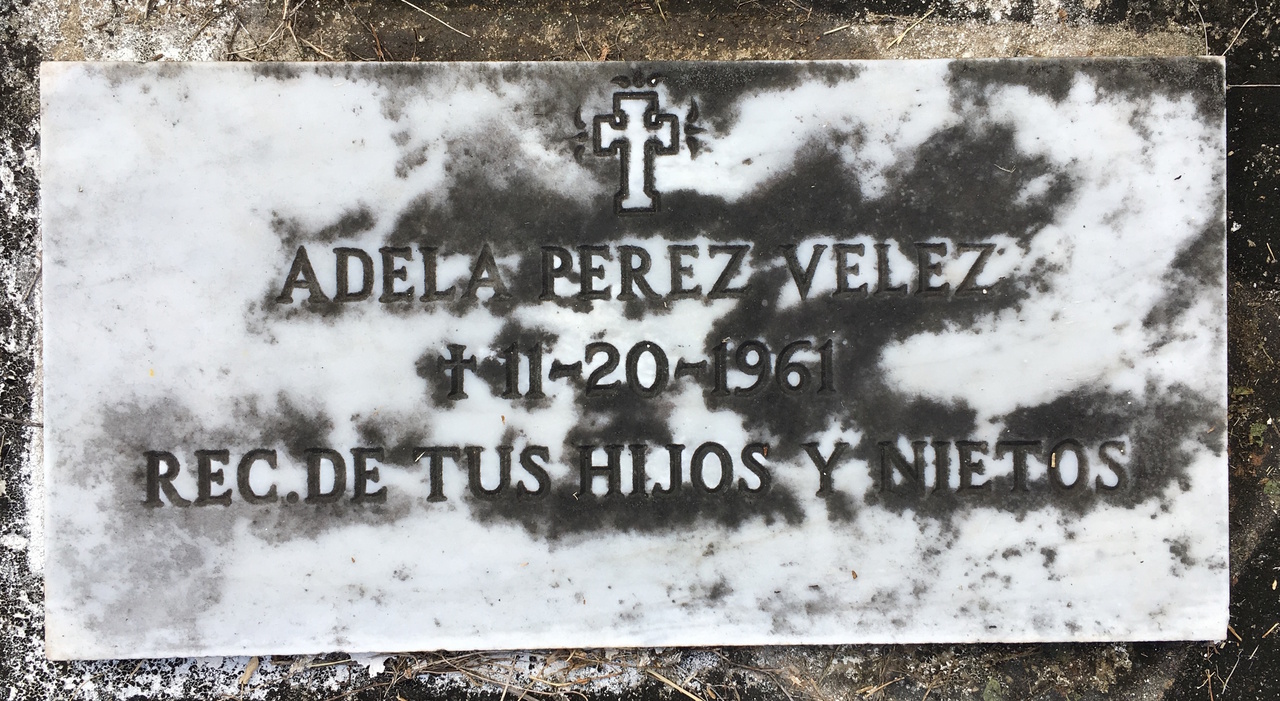 ADELA PEREZ VELEZ
✝ 11-20-1961
REC. DE TUS HIJOS Y NIETOS